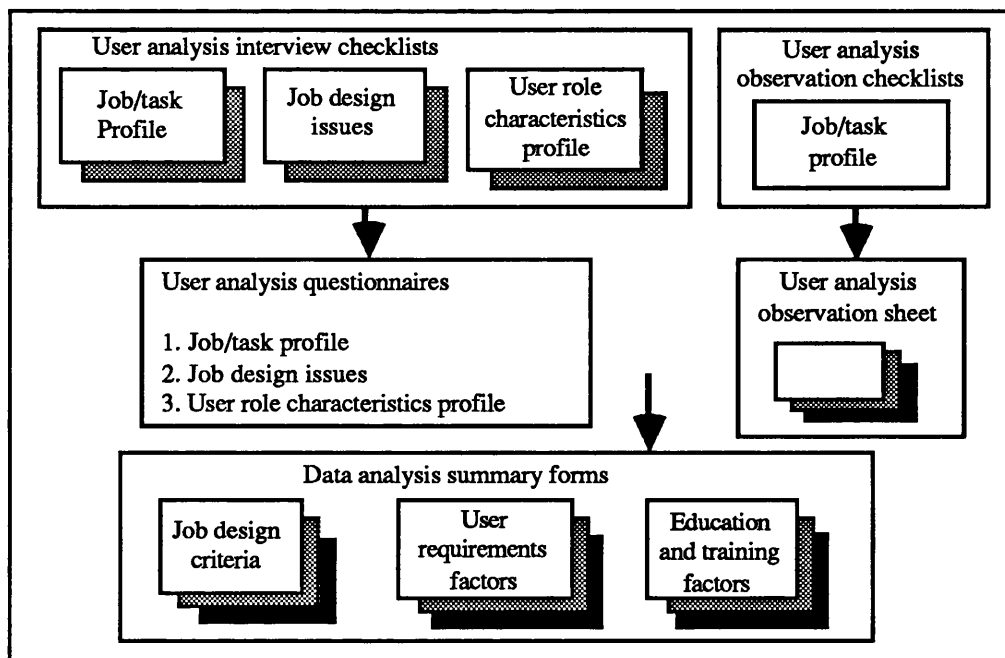 User analysis interview checklists
Job/task
Profile
Job design
issues
User role
characteristics
profile
User analysis
observation checklists
Job/task
profile
User analysis questionnaires
1. Job/task profile
2. Job design issues
3. User role characteristics profile
User analysis
observation sheet
Data analysis summary forms
Job design
criteria
User
requirements
factors
Education
and training
factors